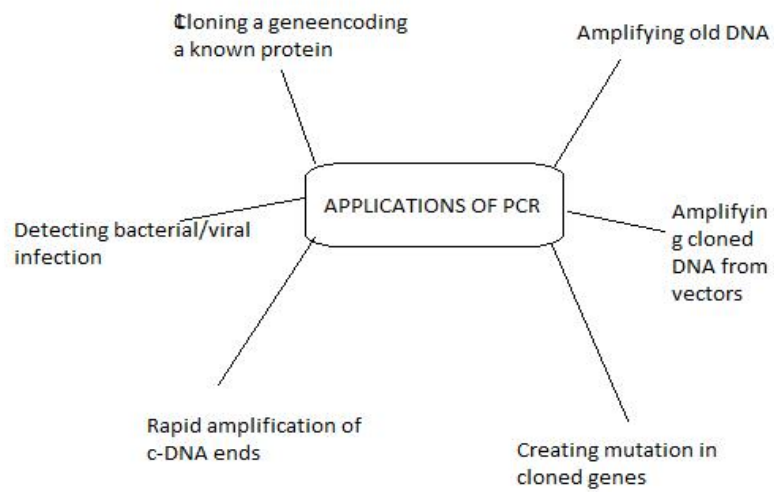 Cloning a geneencoding
a known protein
Amplifying old DNA
APPLICATIONS OF PCR
Detecting bacterial/viral
infection
Amplifyin
g cloned
DNA from
vectors
Rapid amplification of
c-DNA ends
Creating mutation in
cloned genes